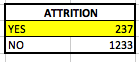 ATTRITION
YES 237
NO 1233